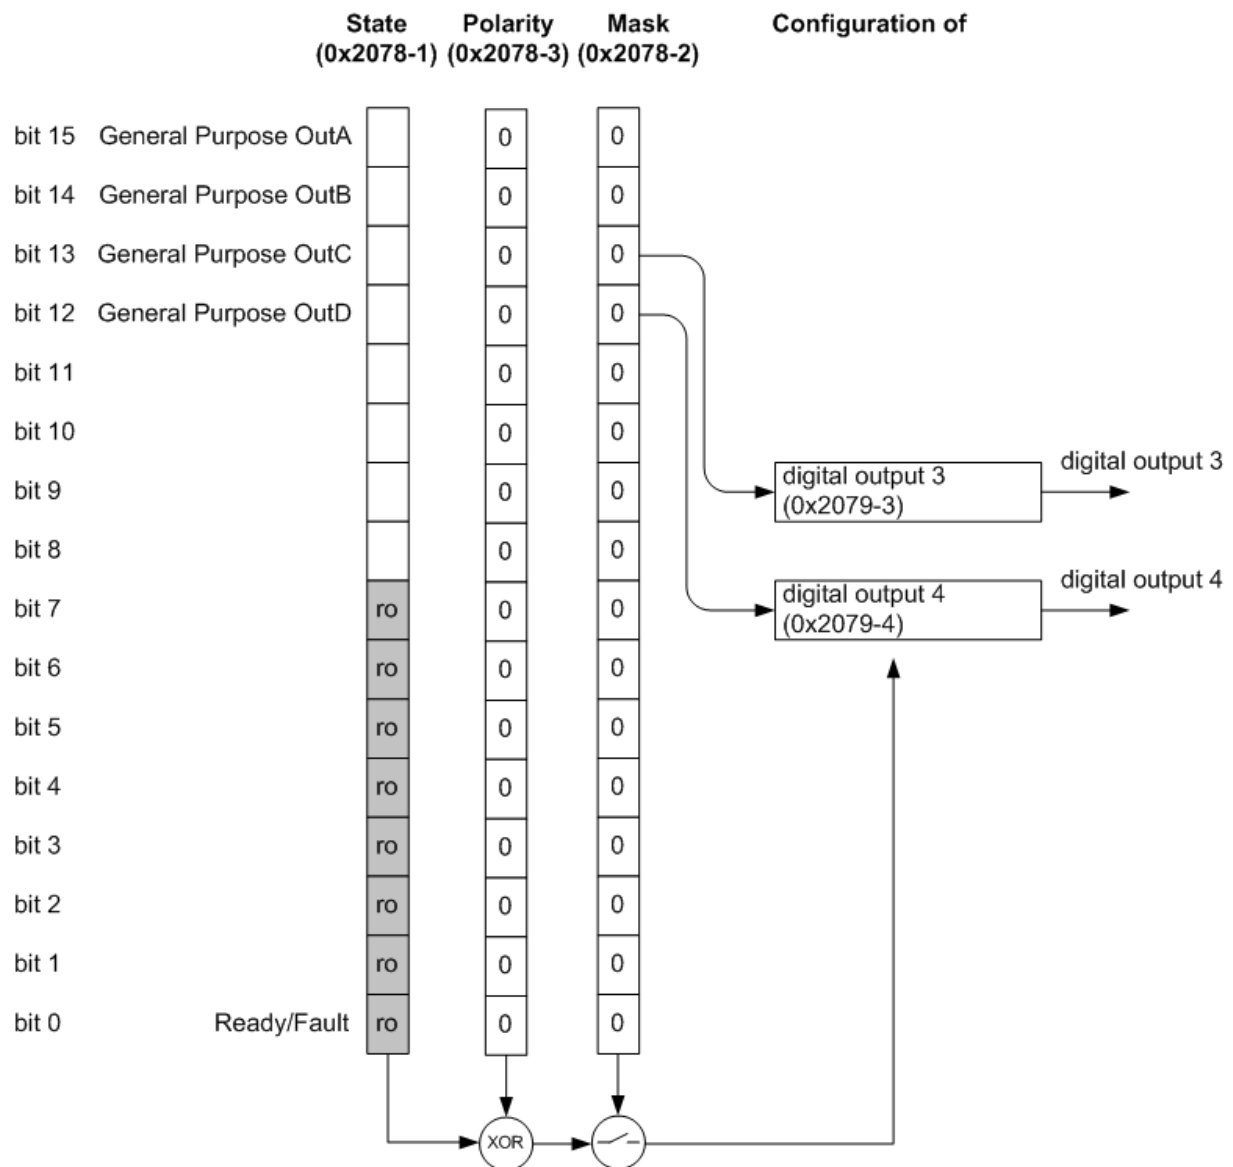 State Polarity Mask Configuration of
(0x2078-1) (0x2078-3) (0x2078-2)
bit 15 General Purpose OutA 0 0
bit 14 General Purpose OutB 0 0
bit 13 General Purpose OutC 0 0
bit 12 General Purpose OutD 0 0
bit 11 0 0
bit 10 0 0
digital output 3
bit 9 0 0 digital output 3
(0x2079-3)
bit 8 0 0
digital output 4
bit 7 ro 0 0 digital output 4
(0x2079-4)
bit 6 ro 0 0
bit 5 ro 0 0
bit 4 ro 0 0
bit 3 ro 0 0
bit 2 ro 0 0
bit 1 ro 0 0
bit 0 Ready/Fault ro 0 0
XOR